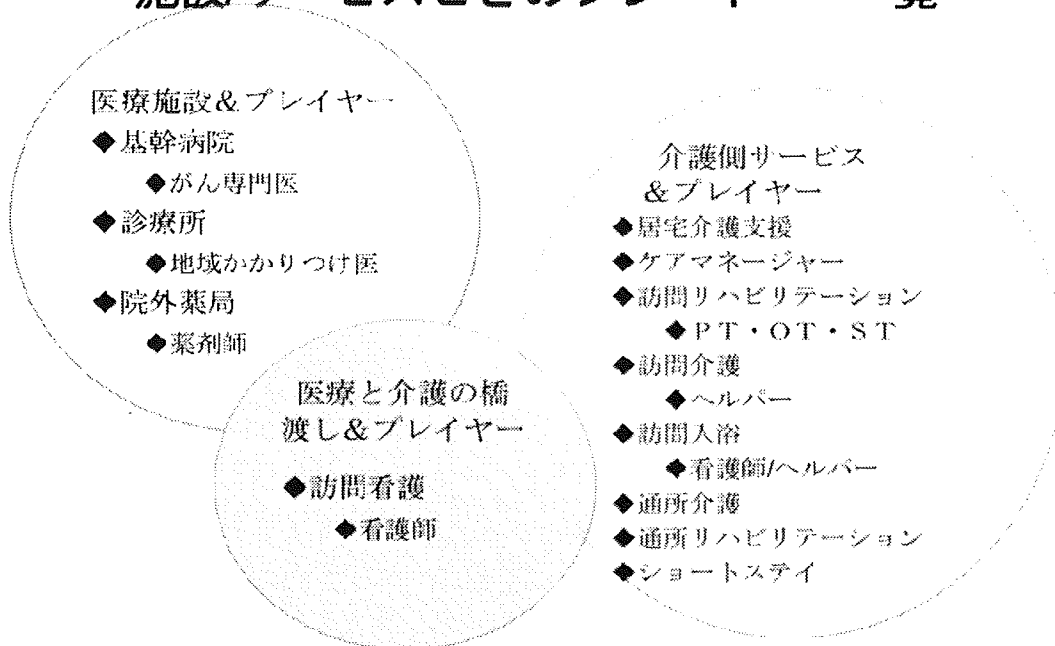 医療施設&プレイヤー
◆基幹病院
◆がん専門医
◆診療所
◆地域かかりつけ医
◆院外薬局
◆薬剤師
医療と介護の橋
渡し&プレイヤー
◆訪問看護
◆看護師
介護側サービス
&プレイヤー
◆居宅介護支援
◆ケアマネージャー
◆訪問リハビリテーション
◆PT・OT・ST
◆訪問介護
◆ヘルパー
◆訪問入浴
◆看護師/ヘルパー
◆通所介護
◆通所リハビリテーション
◆ショートステイ